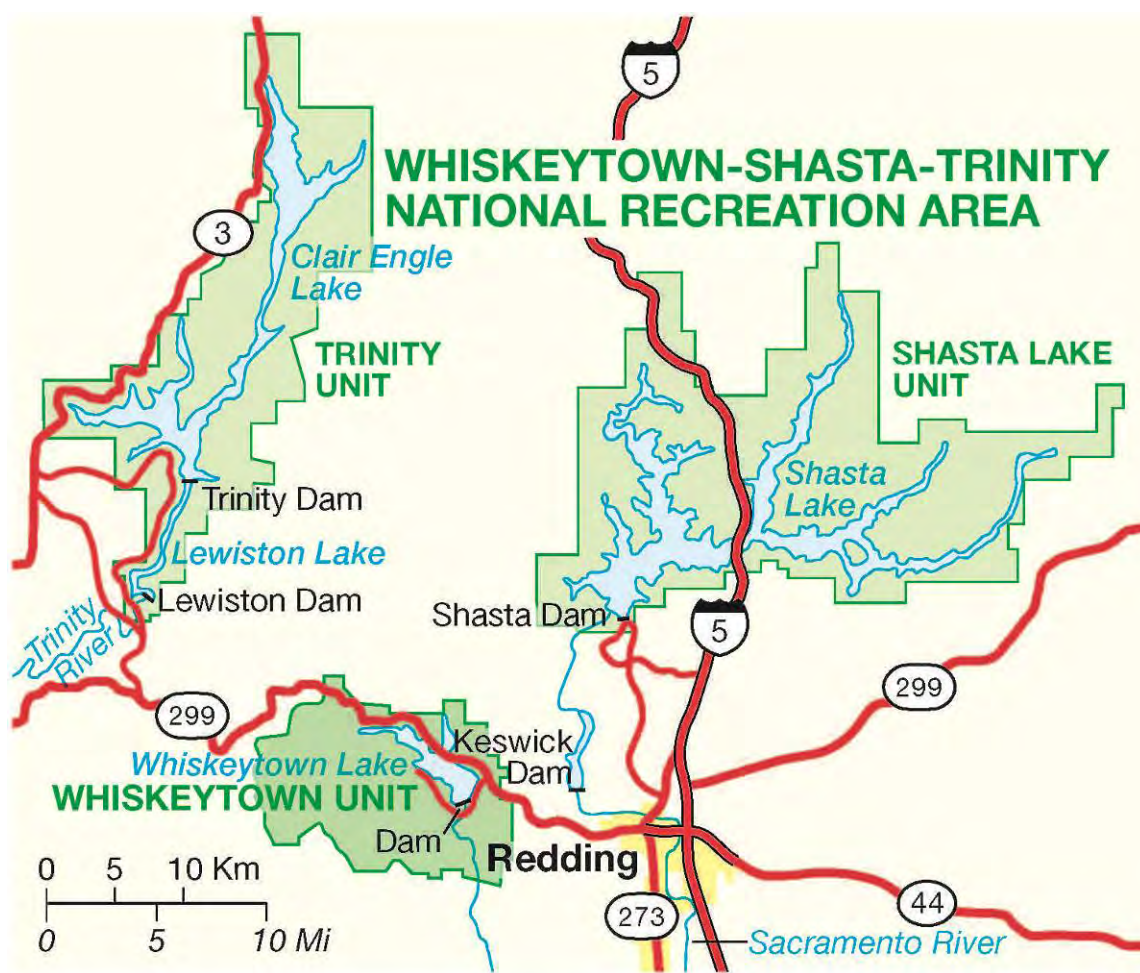 5
WHISKEYTOWN-SHASTA-TRINITY
NATIONAL RECREATION AREA
3
Clair Engle
Lake
TRINITY
UNIT
SHASTA LAKE
UNIT
Shasta
Lake
Trinity Dam
Lewiston Lake
Lewiston Dam
Shasta Dam
5
Trinity
River
299
299
Keswick
Dam
Whiskeytown Lake
WHISKEYTOWN UNIT
Dam
Redding
0 5 10 Km
0 5 10 Mi
273
44
Sacramento River